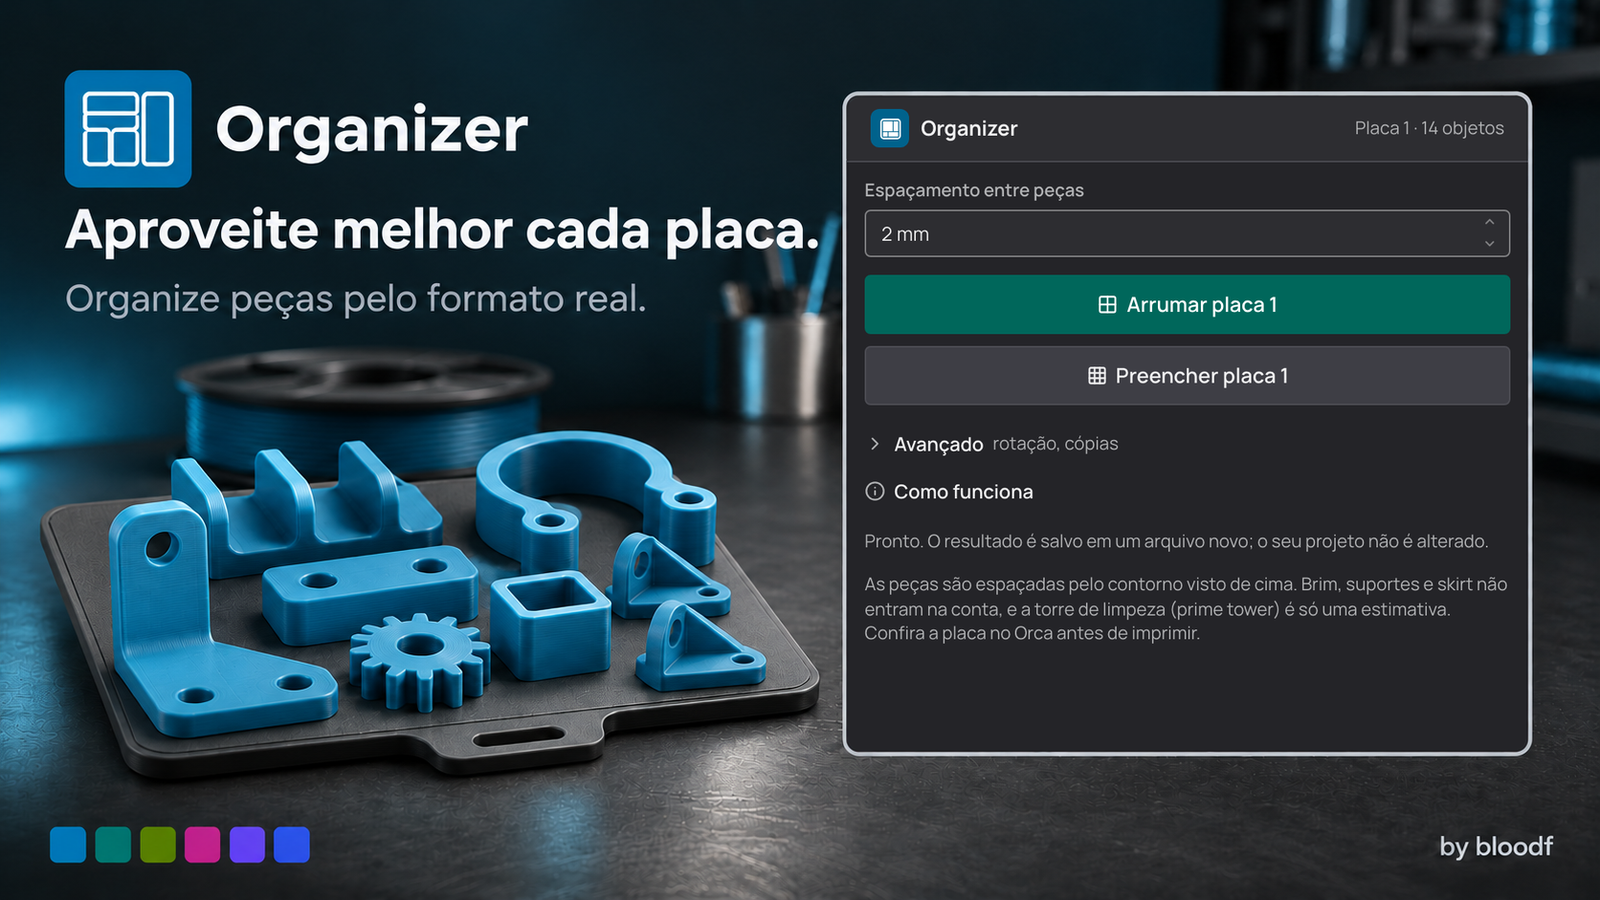 Organizer
Aproveite melhor cada placa.
Organize peças pelo formato real.
Organizer
Placa 1 · 14 objetos
Espaçamento entre peças
2 mm
Arrumar placa 1
Preencher placa 1
Avançado rotação, cópias
Como funciona
Pronto. O resultado é salvo em um arquivo novo; o seu projeto não é alterado.
As peças são espaçadas pelo contorno visto de cima. Brim, suportes e skirt não
entram na conta, e a torre de limpeza (prime tower) é só uma estimativa.
Confira a placa no Orca antes de imprimir.
by bloodf